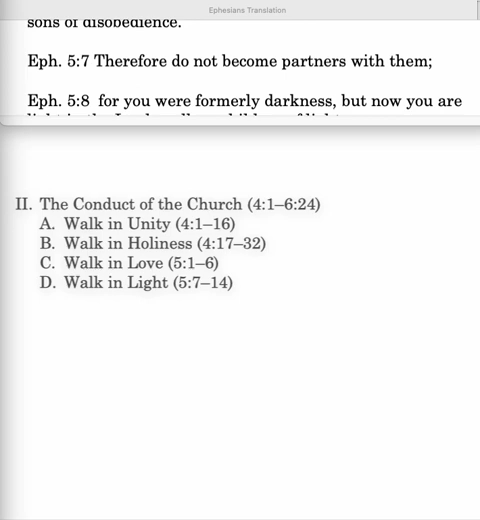 Ephesians Translation
sons of disobedience.
Eph. 5:7 Therefore do not become partners with them;
Eph. 5:8 for you were formerly darkness, but now you are
II. The Conduct of the Church (4:1–6:24)
A. Walk in Unity (4:1–16)
B. Walk in Holiness (4:17–32)
C. Walk in Love (5:1–6)
D. Walk in Light (5:7–14)